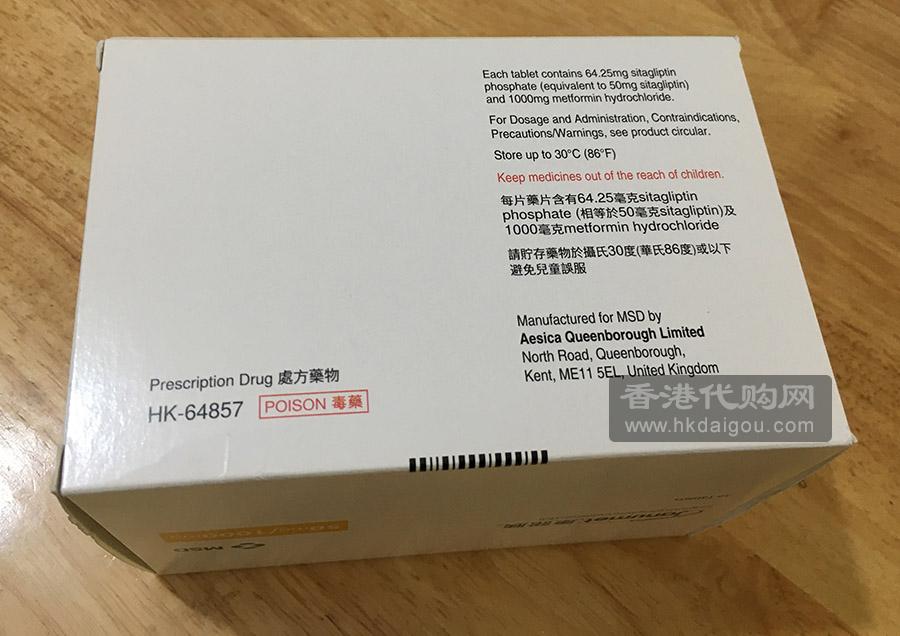 Each tablet contains 64.25mg sitagliptin
phosphate (equivalent to 50mg sitagliptin)
and 1000mg metformin hydrochloride.
For Dosage and Administration, Contraindications,
Precautions/Warnings, see product circular.
Store up to 30°C (86°F)
Keep medicines out of the reach of children.
每片藥片含有64.25毫克sitagliptin
phosphate (相等於50毫克sitagliptin)及
1000毫克metformin hydrochloride
請貯存藥物於攝氏30度(華氏86度)或以下
避免兒童誤服
Manufactured for MSD by
Aesica Queenborough Limited
North Road, Queenborough,
Kent, ME11 5EL, United Kingdom
Prescription Drug 處方藥物
HK-64857 POISON 毒藥
香港代购网
www.hkdaigou.com
Janumet
50mg/1000mg
MSD